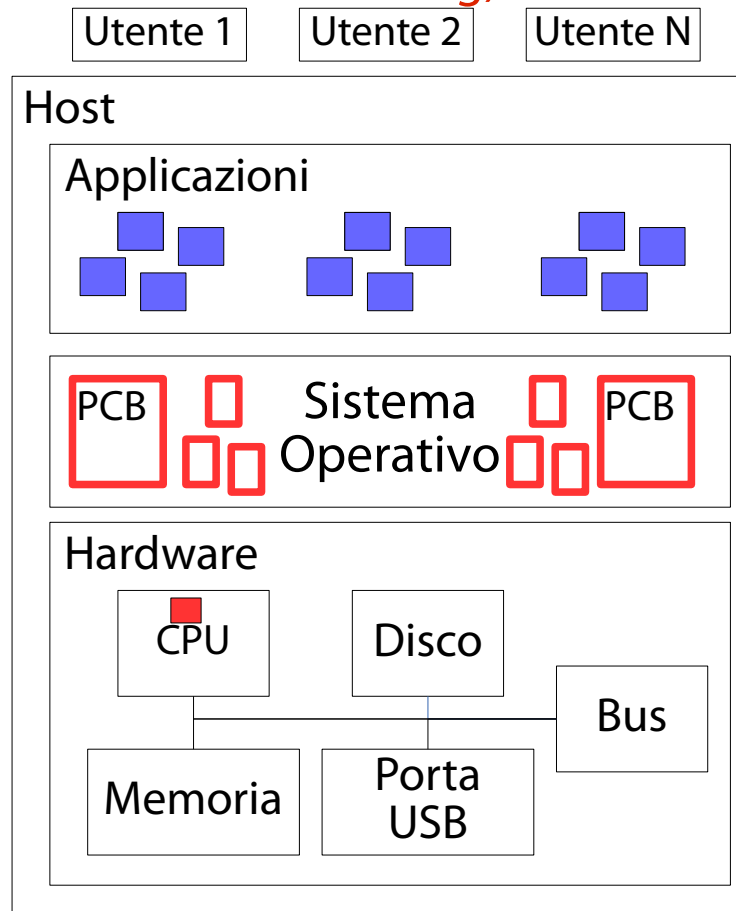 Utente 1
Utente 2
Utente N
Host
Applicazioni
PCB
Sistema
Operativo
PCB
Hardware
CPU
Disco
Bus
Memoria
Porta
USB